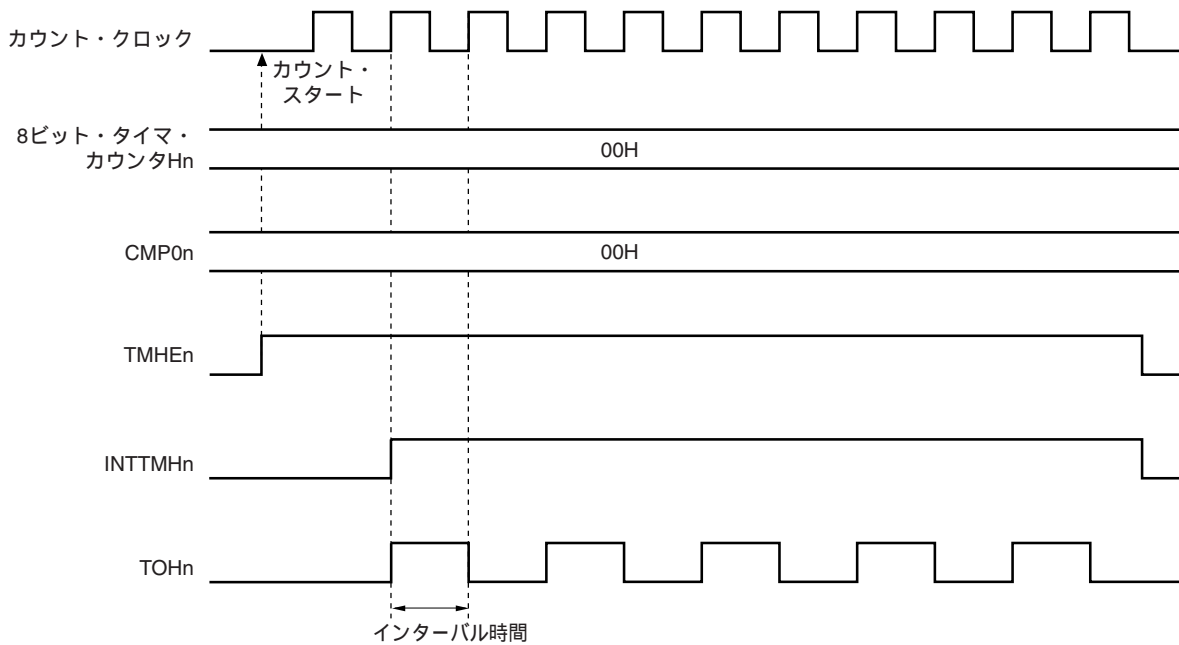 カウント・クロック
カウント・
スタート
8ビット・タイマ・
カウンタHn
00H
CMP0n
00H
TMHEn
INTTMHn
TOHn
インターバル時間